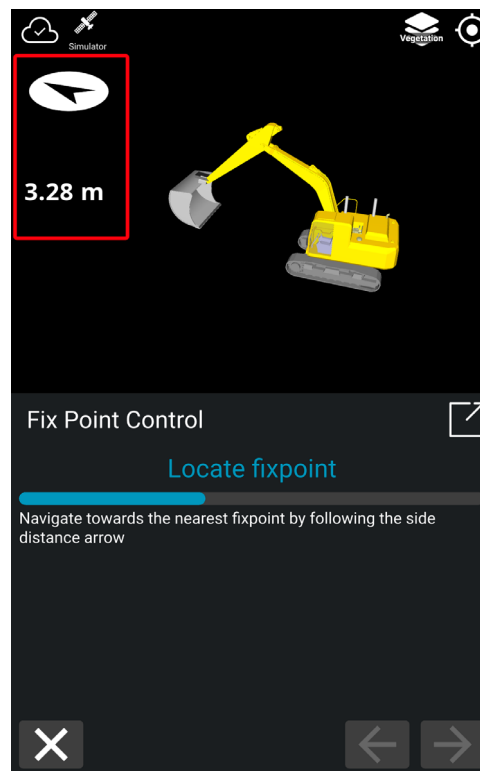 Simulator
Vegetation
3.28 m
Fix Point Control
Locate fixpoint
Navigate towards the nearest fixpoint by following the side
distance arrow